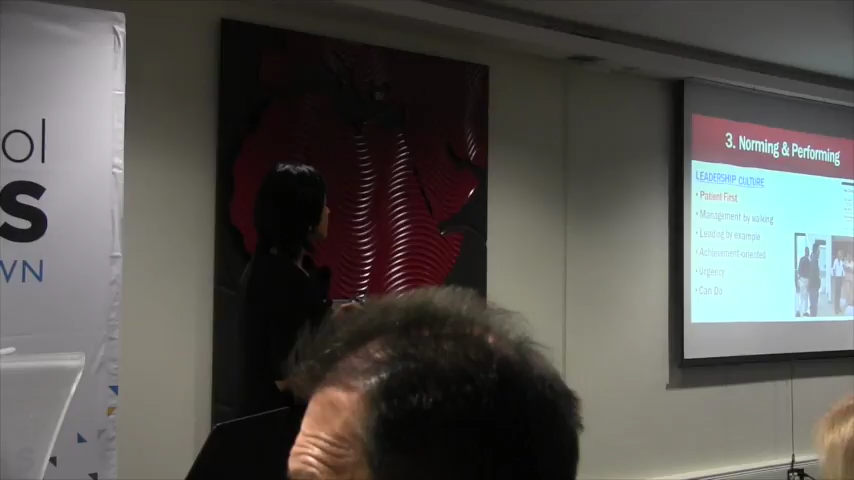 ol
S
WN
3. Norming & Performing
LEADERSHIP CULTURE
• Patient First
• Management by walking
• Leading by example
• Achievement-oriented
• Urgency
• Can Do